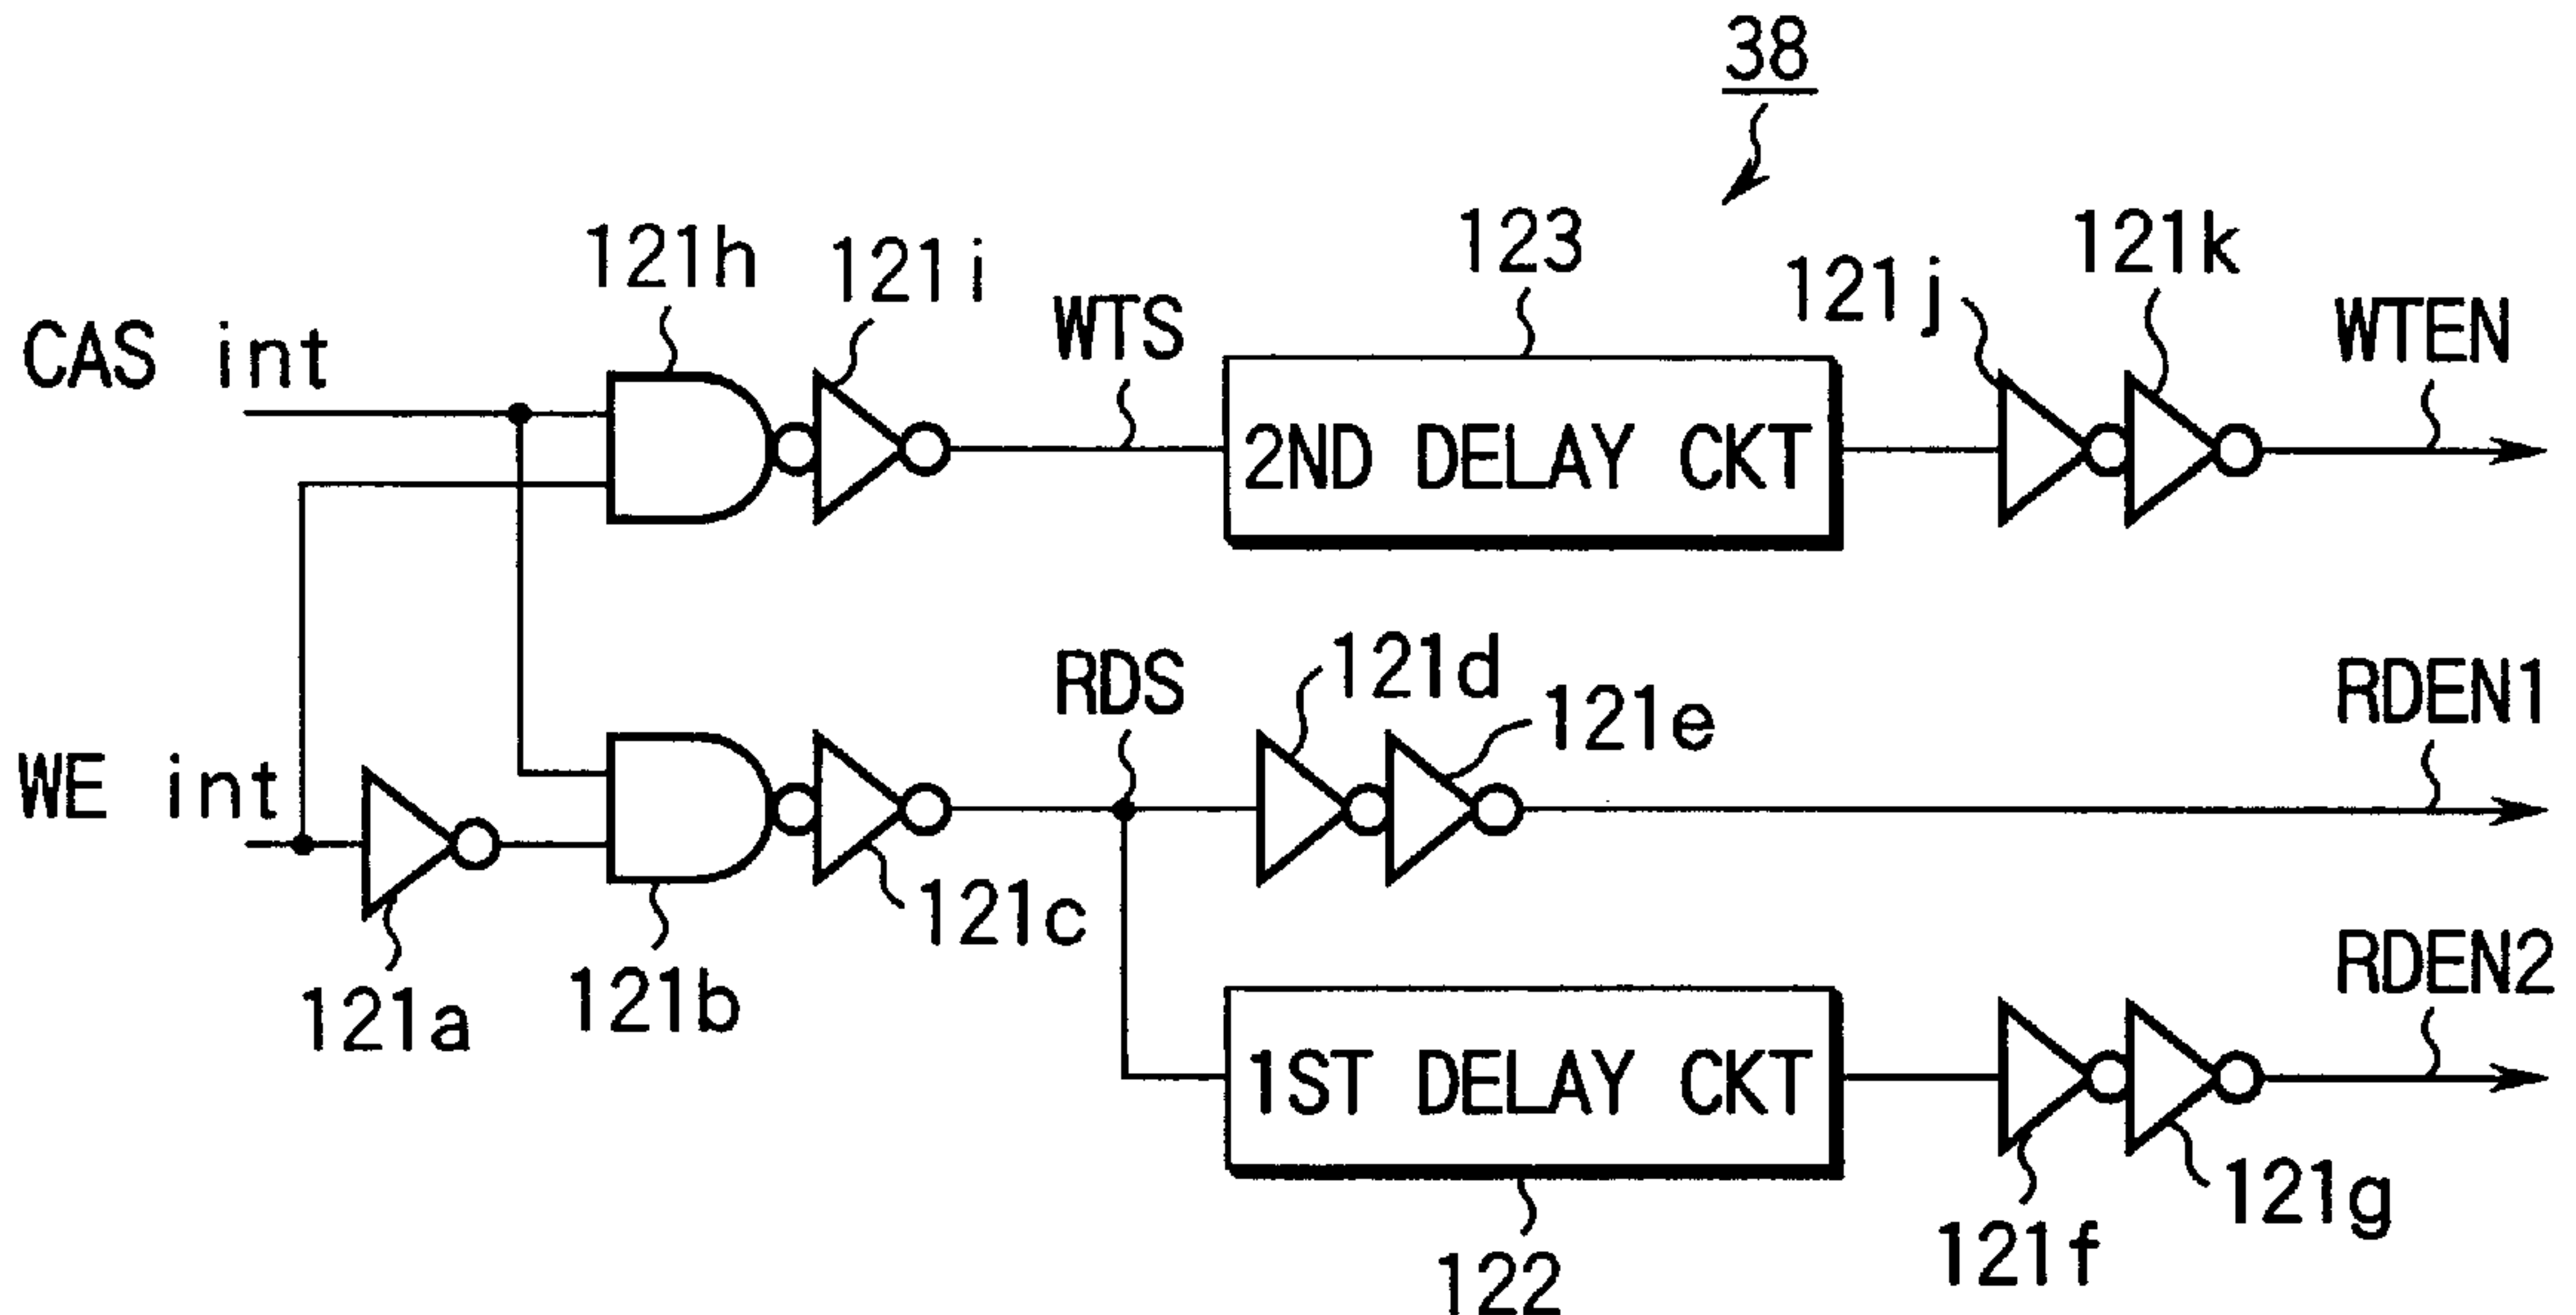 38
121h
121i
123
121j
121k
CAS int
WTS
WTEN
2ND DELAY CKT
WE int
RDS
121d
121e
RDEN1
121a
121b
121c
RDEN2
1ST DELAY CKT
122
121f
121g